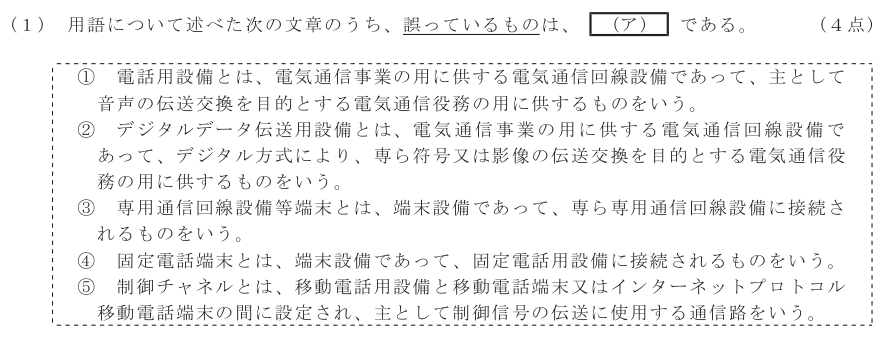 （１） 用語について述べた次の文章のうち、誤っているものは、 （ア） である。 （４点）
① 電話用設備とは、電気通信事業の用に供する電気通信回線設備であって、主として
音声の伝送交換を目的とする電気通信役務の用に供するものをいう。
② デジタルデータ伝送用設備とは、電気通信事業の用に供する電気通信回線設備で
あって、デジタル方式により、専ら符号又は影像の伝送交換を目的とする電気通信役
務の用に供するものをいう。
③ 専用通信回線設備等端末とは、端末設備であって、専ら専用通信回線設備に接続さ
れるものをいう。
④ 固定電話端末とは、端末設備であって、固定電話用設備に接続されるものをいう。
⑤ 制御チャネルとは、移動電話用設備と移動電話端末又はインターネットプロトコル
移動電話端末の間に設定され、主として制御信号の伝送に使用する通信路をいう。